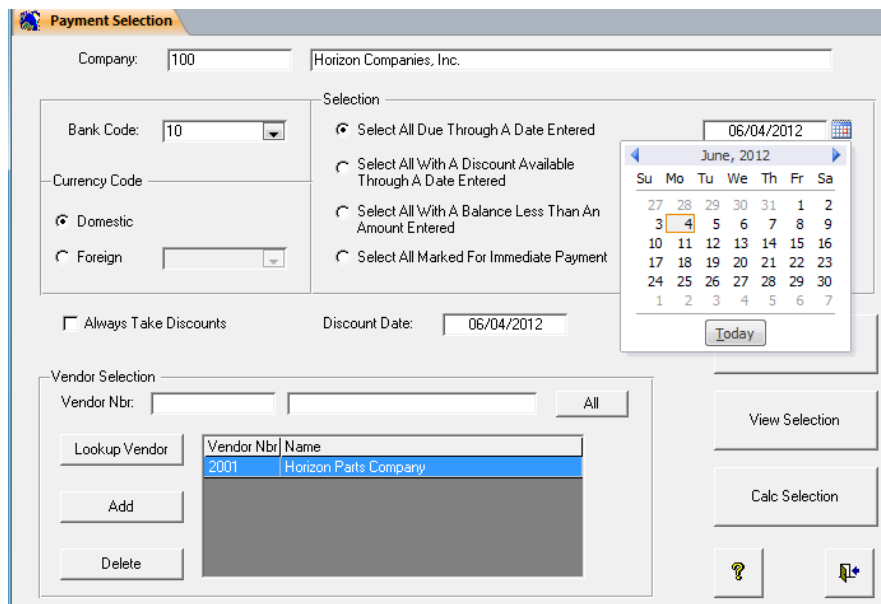 Payment Selection
Company: 100 Horizon Companies, Inc.
Selection
Bank Code: 10
Select All Due Through A Date Entered 06/04/2012
Select All With A Discount Available
Through A Date Entered
Currency Code
Domestic
Select All With A Balance Less Than An
Amount Entered
Foreign
Select All Marked For Immediate Payment
June, 2012
Su Mo Tu We Th Fr Sa
27 28 29 30 31 1 2
3 4 5 6 7 8 9
10 11 12 13 14 15 16
17 18 19 20 21 22 23
24 25 26 27 28 29 30
1 2 3 4 5 6 7
Today
Always Take Discounts Discount Date: 06/04/2012
Vendor Selection
Vendor Nbr: All
Lookup Vendor
Vendor Nbr Name
2001 Horizon Parts Company
Add
Delete
View Selection
Calc Selection
?